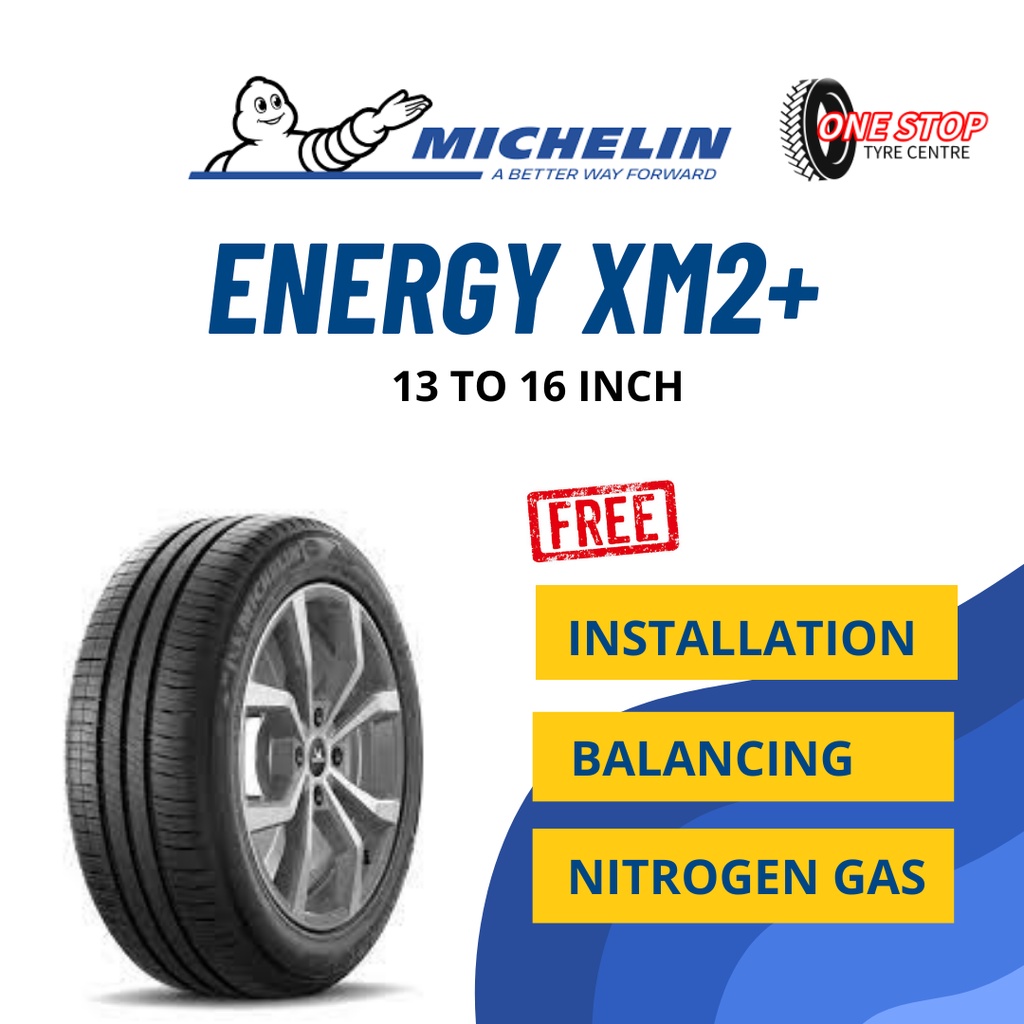 MICHELIN
A BETTER WAY FORWARD
ONE STOP
TYRE CENTRE
ENERGY XM2+
13 TO 16 INCH
FREE
INSTALLATION
BALANCING
NITROGEN GAS
MICHELIN